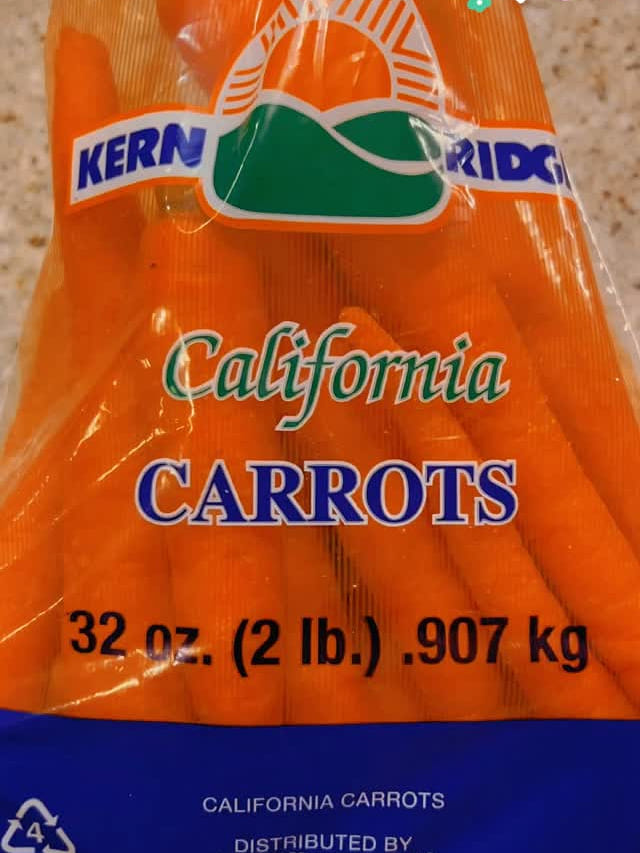 KERN RIDG
California
CARROTS
32 oz. (2 lb.) .907 kg
4
CALIFORNIA CARROTS
DISTRIBUTED BY